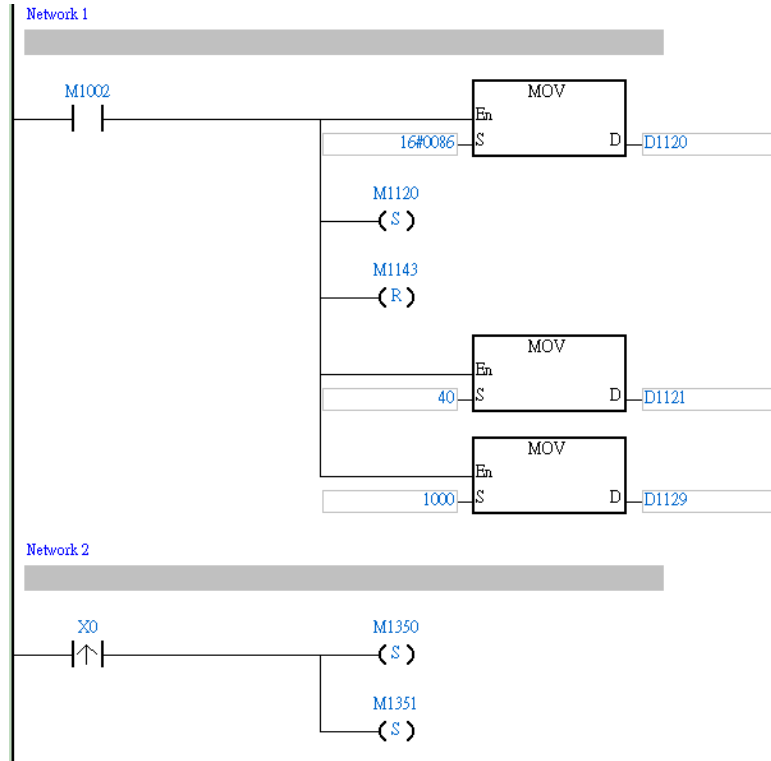 Network 1
M1002
MOV
En
16#0086 S D D1120
M1120
S
M1143
R
MOV
En
40 S D D1121
MOV
En
1000 S D D1129
Network 2
X0 M1350
S
M1351
S